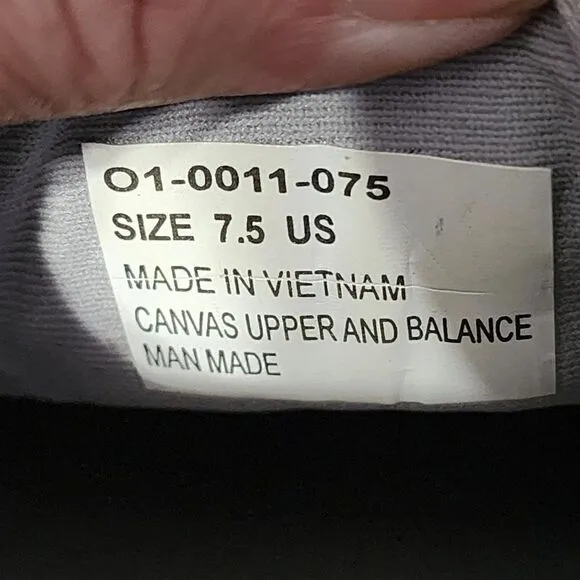 O1-0011-075
SIZE 7.5 US
MADE IN VIETNAM
CANVAS UPPER AND BALANCE
MAN MADE